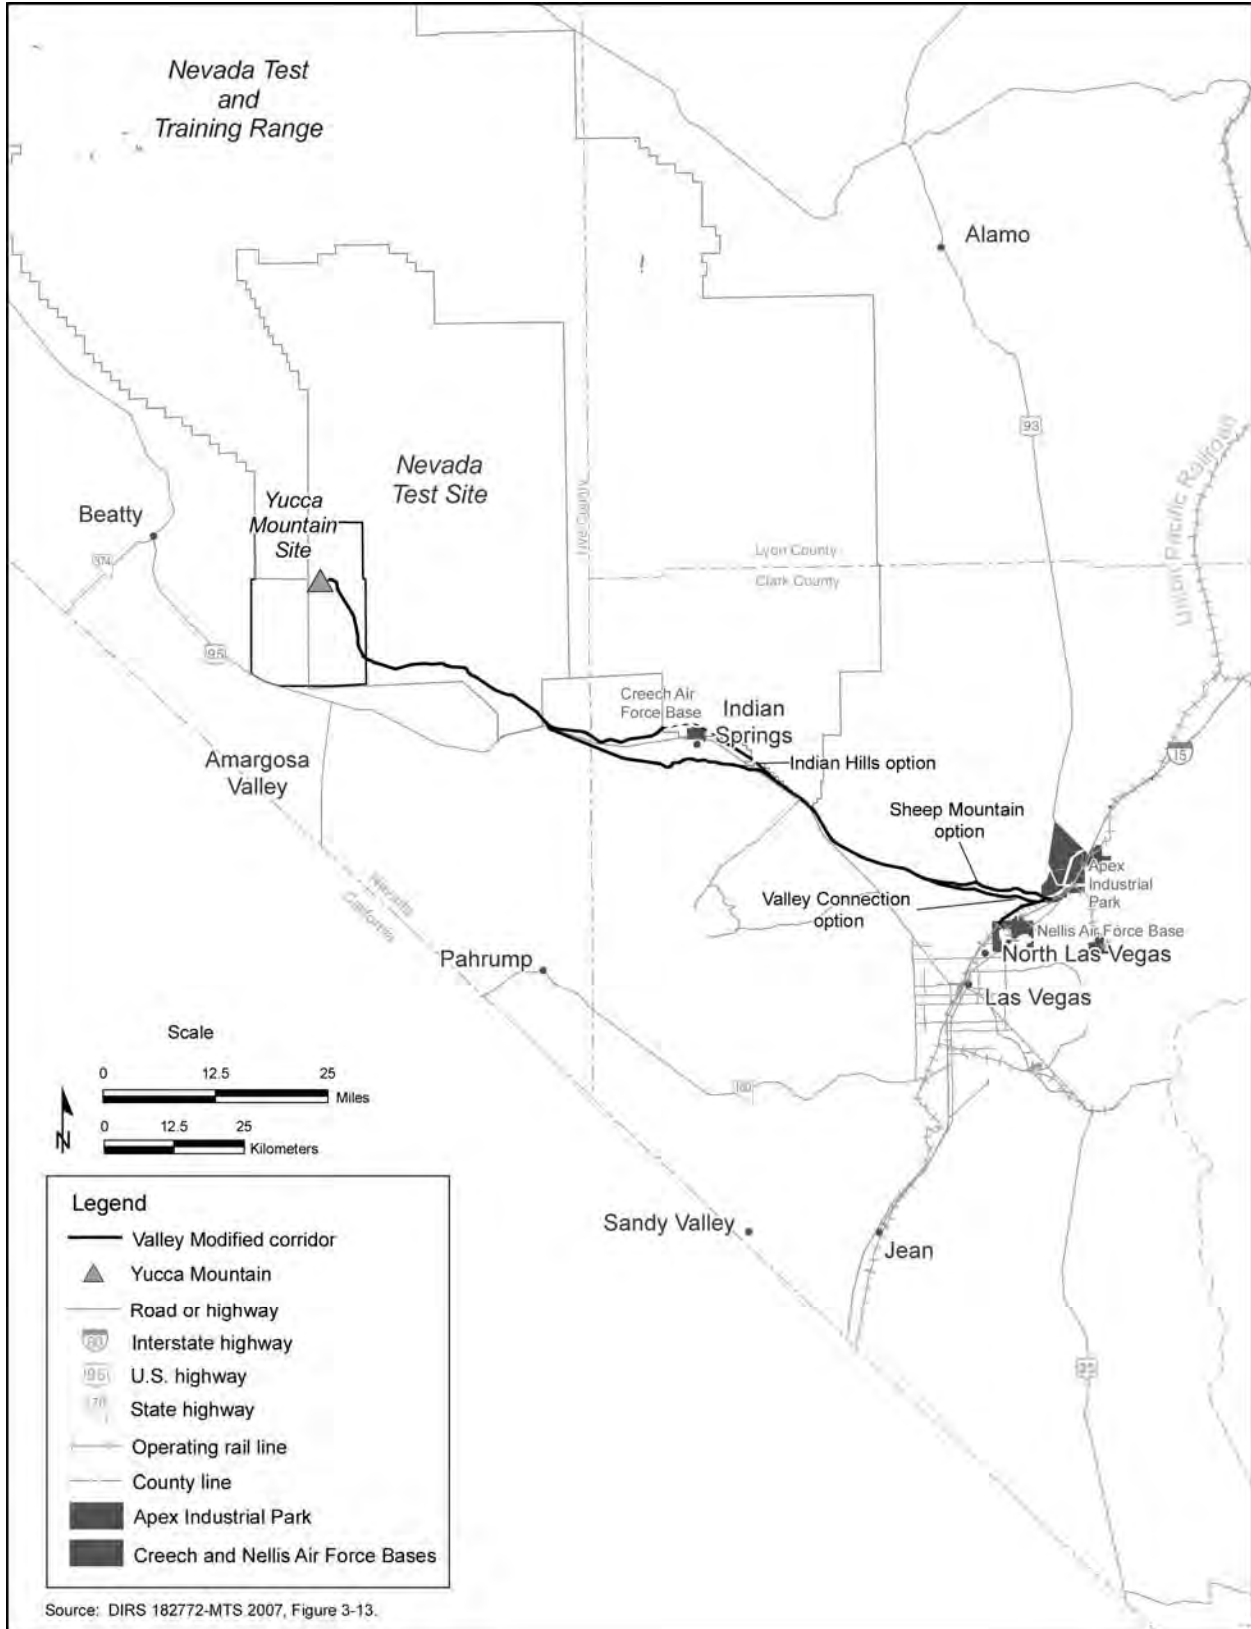 Nevada Test
and
Training Range
Alamo
93
Union Pacific Railroad
Nevada
Test Site
Yucca
Mountain
Site
Beatty
374
Nye County
Lyon County
Clark County
95
Creech Air
Force Base
Indian
Springs
Indian Hills option
15
Amargosa
Valley
Sheep Mountain
option
Apex
Industrial
Park
Nevada
California
Valley Connection
option
Nellis Air Force Base
North Las Vegas
Pahrump
Las Vegas
160
Scale
0 12.5 25
Miles
0 12.5 25
Kilometers
N
Sandy Valley
Jean
Legend
Valley Modified corridor
Yucca Mountain
Road or highway
80
Interstate highway
95
U.S. highway
State highway
Operating rail line
County line
Apex Industrial Park
Creech and Nellis Air Force Bases
Source: DIRS 182772-MTS 2007, Figure 3-13.